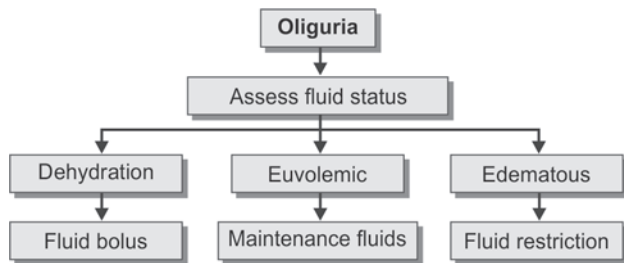 Oliguria
Assess fluid status
Dehydration
Euvolemic
Edematous
Fluid bolus
Maintenance fluids
Fluid restriction